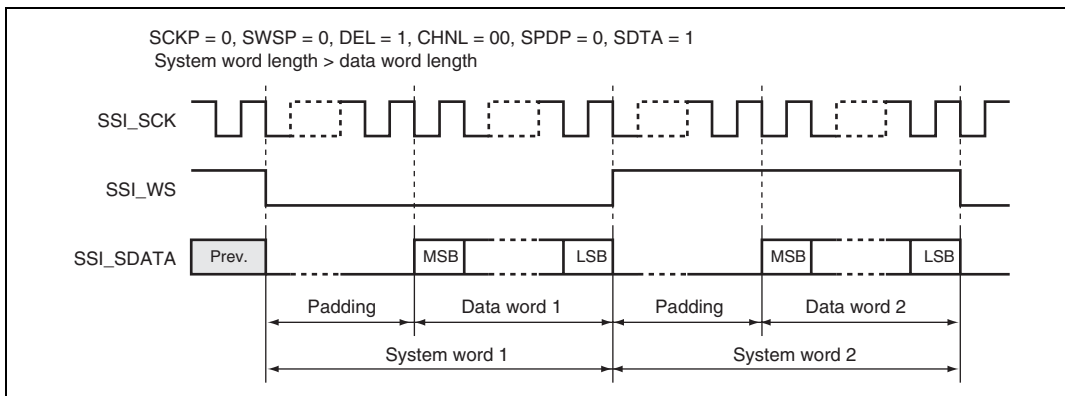 SCKP = 0, SWSP = 0, DEL = 1, CHNL = 00, SPDP = 0, SDTA = 1
System word length > data word length
SSI_SCK
SSI_WS
SSI_SDATA
Prev.
MSB
LSB
MSB
LSB
Padding
Data word 1
Padding
Data word 2
System word 1
System word 2